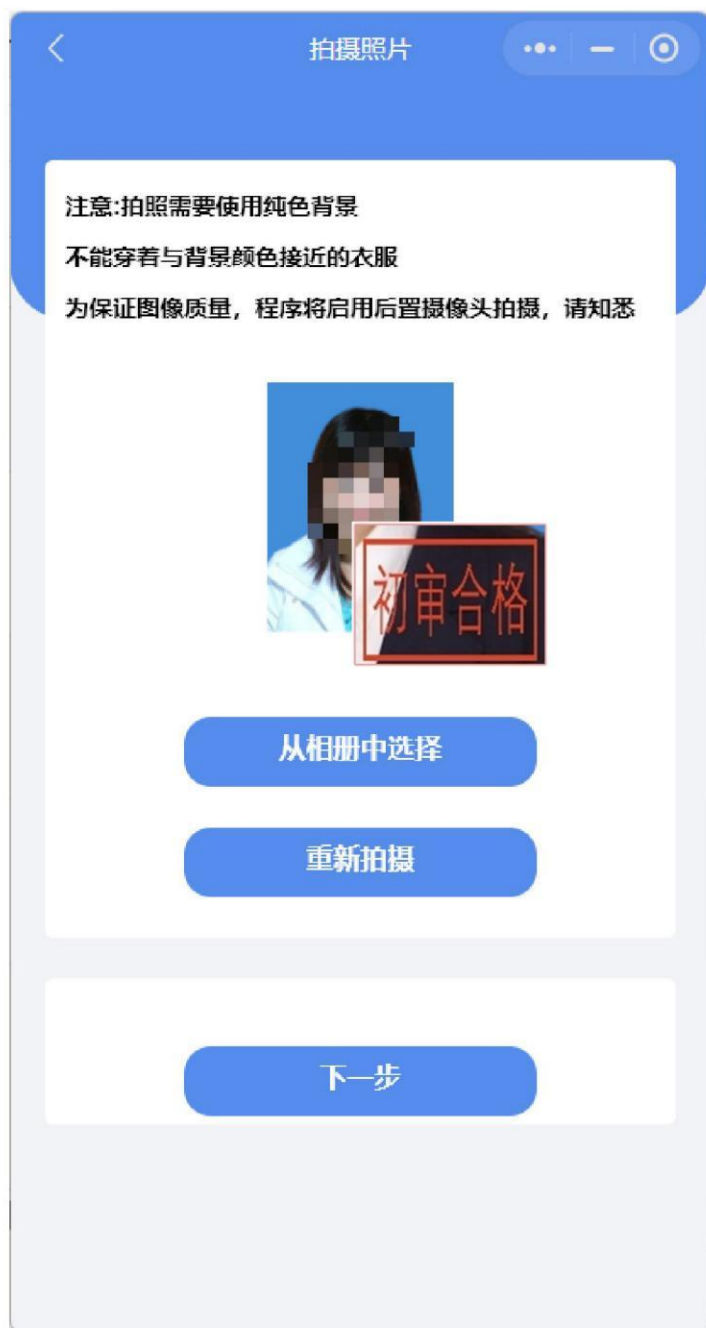 拍摄照片
注意:拍照需要使用纯色背景
不能穿着与背景颜色接近的衣服
为保证图像质量，程序将启用后置摄像头拍摄，请知悉
初审合格
从相册中选择
重新拍摄
下一步